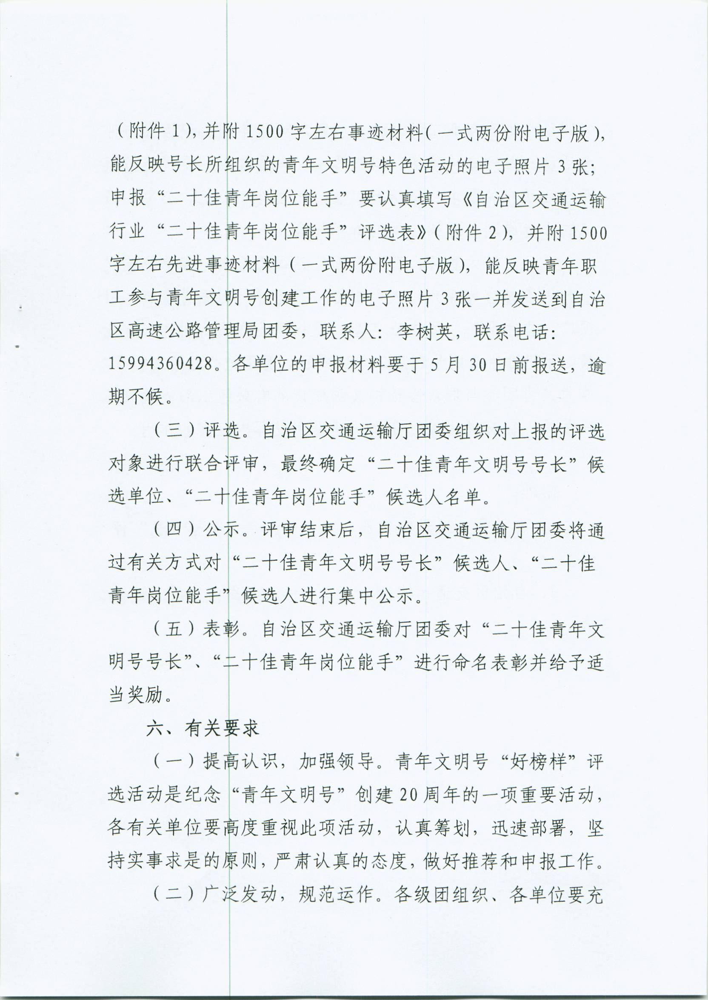 （附件1），并附1500字左右事迹材料（一式两份附电子版），
能反映号长所组织的青年文明号特色活动的电子照片3张；
申报“二十佳青年岗位能手”要认真填写《自治区交通运输
行业“二十佳青年岗位能手”评选表》（附件2），并附1500
字左右先进事迹材料（一式两份附电子版），能反映青年职
工参与青年文明号创建工作的电子照片3张一并发送到自治
区高速公路管理局团委，联系人：李树英，联系电话：
15994360428。各单位的申报材料要于5月30日前报送，逾
期不候。
（三）评选。自治区交通运输厅团委组织对上报的评选
对象进行联合评审，最终确定“二十佳青年文明号号长”候
选单位、“二十佳青年岗位能手”候选人名单。
（四）公示。评审结束后，自治区交通运输厅团委将通
过有关方式对“二十佳青年文明号号长”候选人、“二十佳
青年岗位能手”候选人进行集中公示。
（五）表彰。自治区交通运输厅团委对“二十佳青年文
明号号长”、“二十佳青年岗位能手”进行命名表彰并给予适
当奖励。
六、有关要求
（一）提高认识，加强领导。青年文明号“好榜样”评
选活动是纪念“青年文明号”创建20周年的一项重要活动，
各有关单位要高度重视此项活动，认真筹划，迅速部署，坚
持实事求是的原则，严肃认真的态度，做好推荐和申报工作。
（二）广泛发动，规范运作。各级团组织、各单位要充